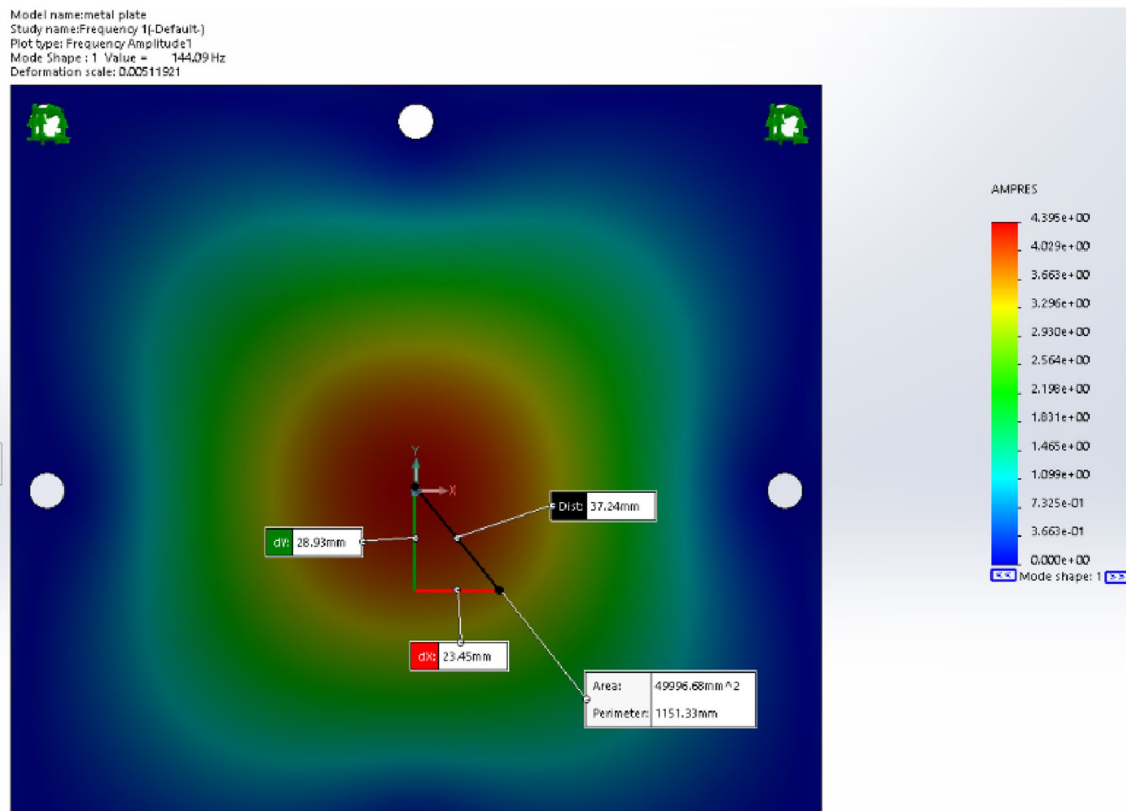 Model name:metal plate
Study name:Frequency 1(-Default-)
Plot type: Frequency Amplitude1
Mode Shape : 1 Value = 144.09 Hz
Deformation scale: 0.00511921
AMPRES
4.395e+00
4.029e+00
3.663e+00
3.296e+00
2.930e+00
2.564e+00
2.198e+00
1.831e+00
1.465e+00
1.099e+00
7.325e-01
3.663e-01
0.000e+00
<< Mode shape: 1 >>
Y
X
Dist: 37.24mm
dY: 28.93mm
dX: 23.45mm
Area: 49996.68mm^2
Perimeter: 1151.33mm